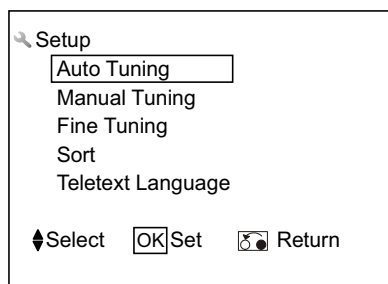 Setup
Auto Tuning
Manual Tuning
Fine Tuning
Sort
Teletext Language
Select OK Set Return